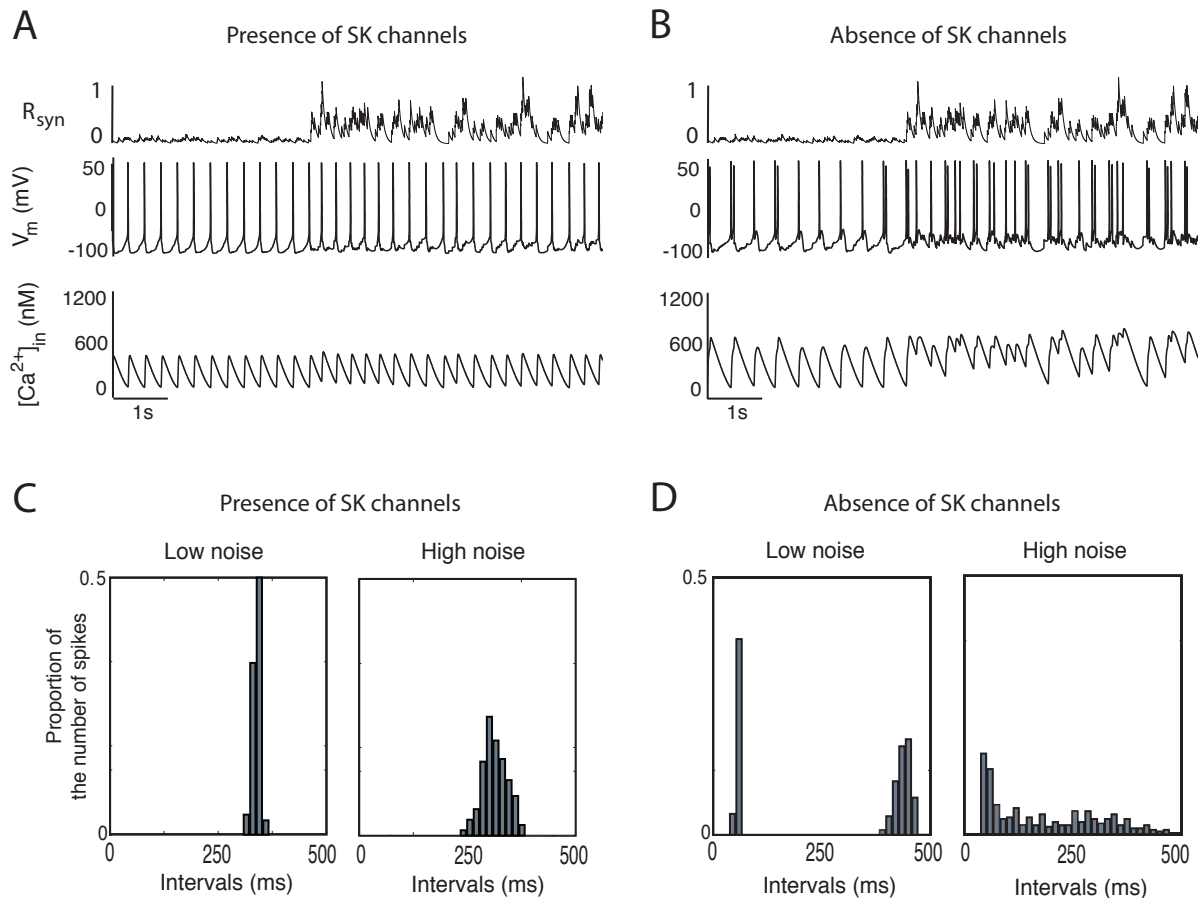 A
Presence of SK channels
B
Absence of SK channels
R_syn
1
0
1
0
V_m (mV)
50
0
-100
50
0
-100
[Ca²⁺]_in (nM)
1200
600
0
1200
600
0
1s
1s
C
Presence of SK channels
D
Absence of SK channels
Low noise
High noise
Low noise
High noise
Proportion of
the number of spikes
0.5
0
0.5
0
0 250 500
0 250 500
0 250 500
0 250 500
Intervals (ms)
Intervals (ms)
Intervals (ms)
Intervals (ms)